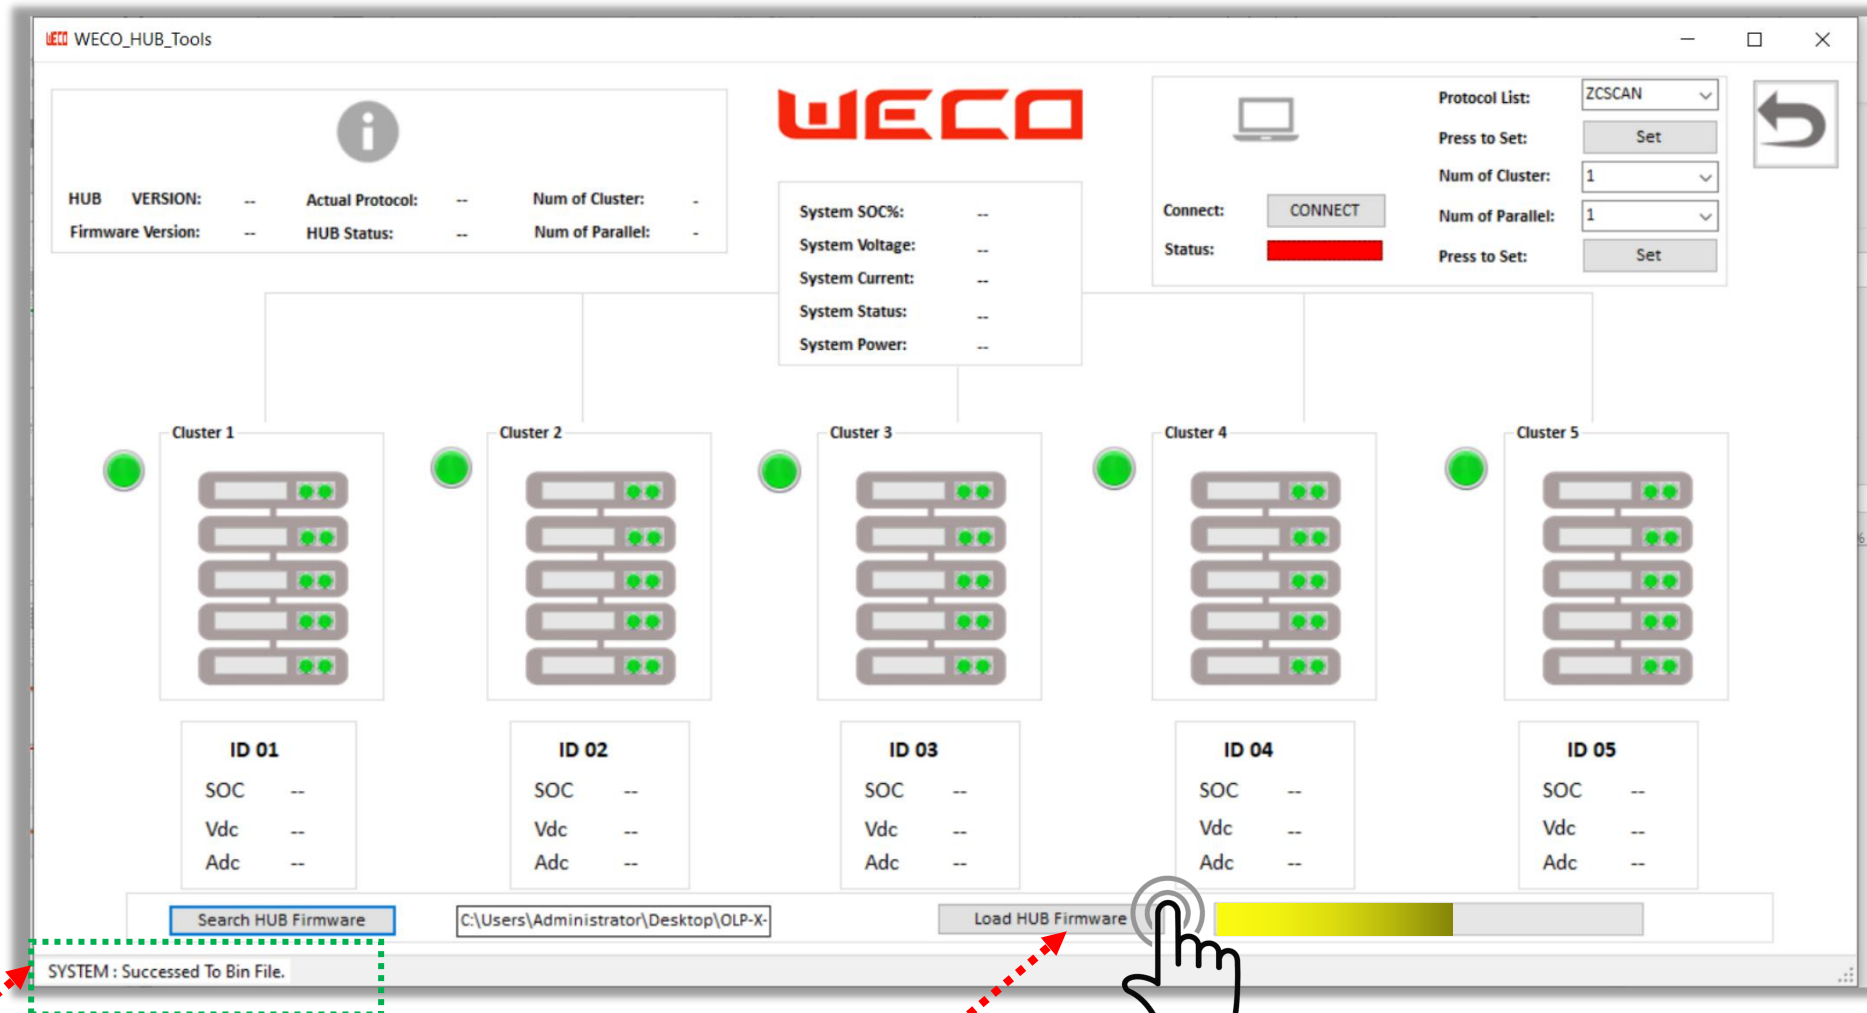 WECO WECO_HUB_Tools
WECO
HUB VERSION: -- Actual Protocol: -- Num of Cluster: -
Firmware Version: -- HUB Status: -- Num of Parallel: -
System SOC%: --
System Voltage: --
System Current: --
System Status: --
System Power: --
Connect: CONNECT
Status:
Protocol List: ZCSCAN
Press to Set: Set
Num of Cluster: 1
Num of Parallel: 1
Press to Set: Set
Cluster 1
Cluster 2
Cluster 3
Cluster 4
Cluster 5
ID 01
SOC --
Vdc --
Adc --
ID 02
SOC --
Vdc --
Adc --
ID 03
SOC --
Vdc --
Adc --
ID 04
SOC --
Vdc --
Adc --
ID 05
SOC --
Vdc --
Adc --
Search HUB Firmware C:\Users\Administrator\Desktop\OLP-X- Load HUB Firmware
SYSTEM : Successed To Bin File.
%